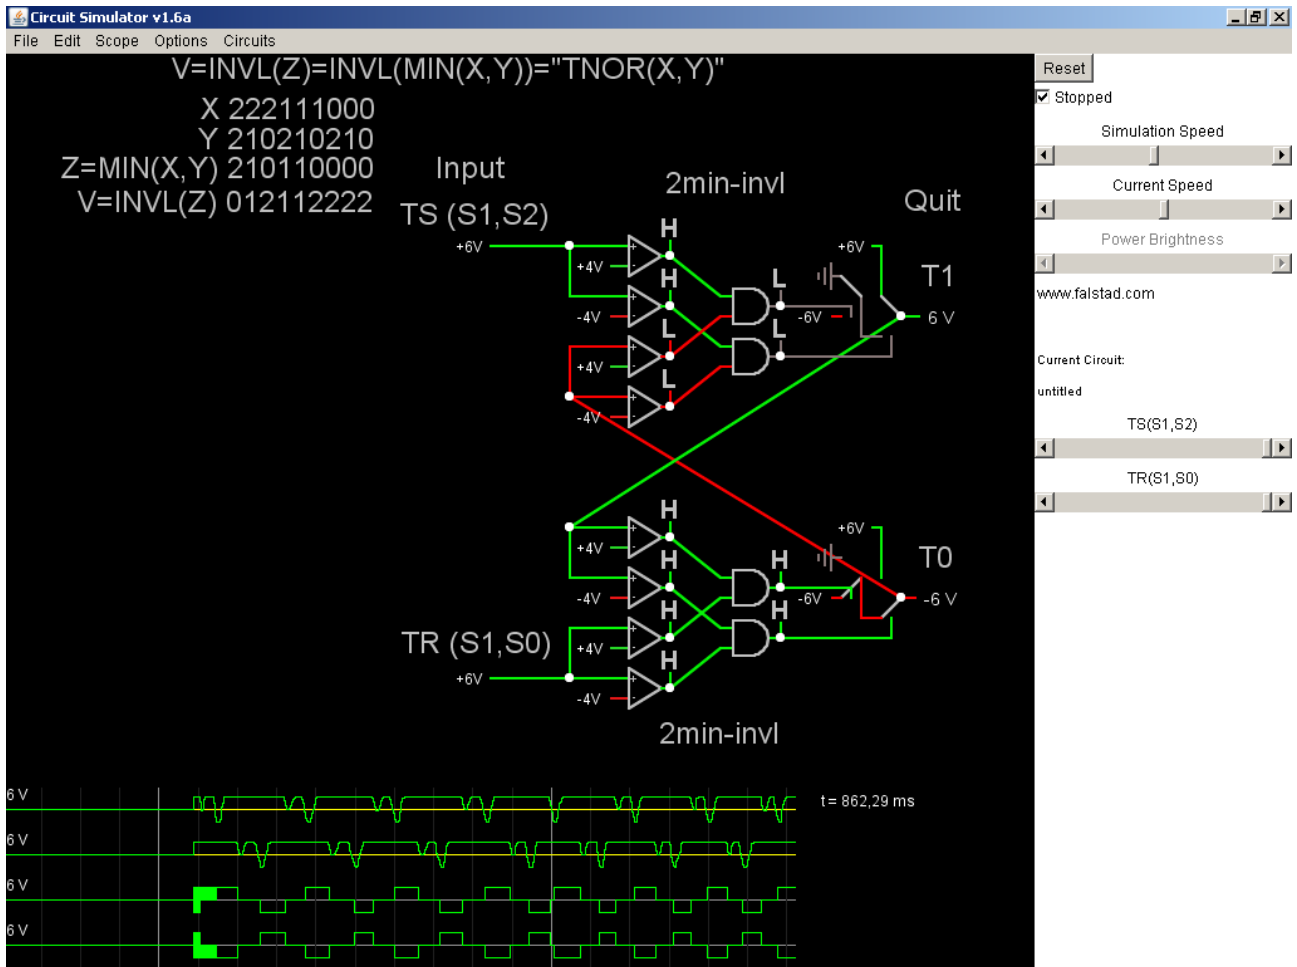 Circuit Simulator v1.6a
File Edit Scope Options Circuits
V=INVL(Z)=INVL(MIN(X,Y))="TNOR(X,Y)"
X 222111000
Y 210210210
Z=MIN(X,Y) 210110000
V=INVL(Z) 012112222
Input
TS (S1,S2)
2min-invl
Quit
+6V
+4V
-4V
+4V
-4V
H
H
L
L
L
L
+6V
-6V
T1
6 V
+4V
-4V
+4V
-4V
H
H
H
H
H
H
+6V
-6V
T0
-6 V
TR (S1,S0)
+6V
2min-invl
6 V
6 V
6 V
6 V
t = 862,29 ms
Reset
Stopped
Simulation Speed
Current Speed
Power Brightness
www.falstad.com
Current Circuit:
untitled
TS(S1,S2)
TR(S1,S0)